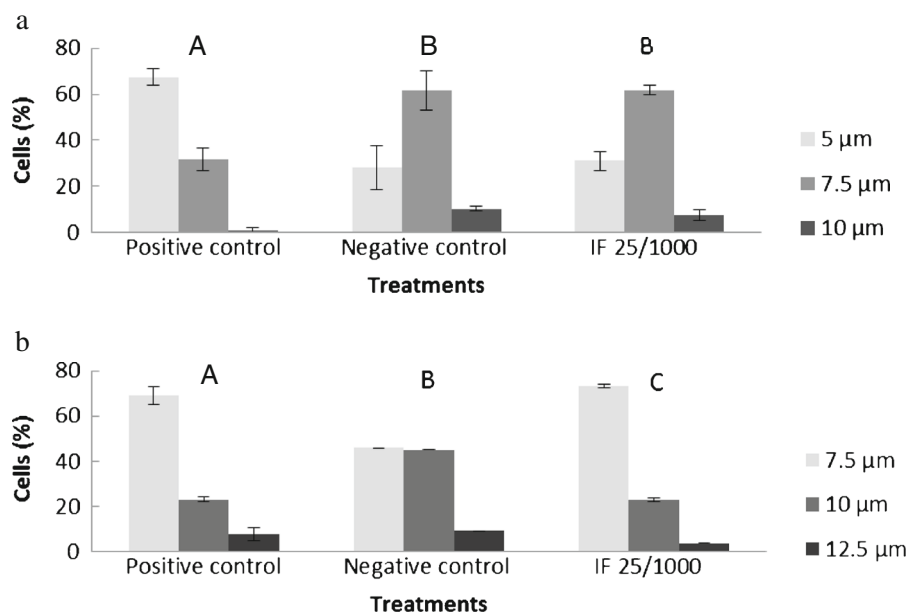 a
A B B
80
60
40
20
0
Cells (%)
Positive control Negative control IF 25/1000
Treatments
5 µm
7.5 µm
10 µm
b
A B C
80
60
40
20
0
Cells (%)
Positive control Negative control IF 25/1000
Treatments
7.5 µm
10 µm
12.5 µm